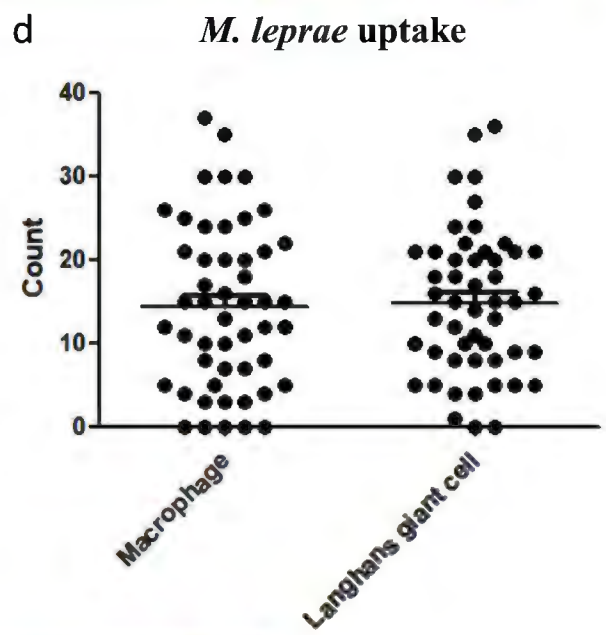 d
M. leprae uptake
Count
40
30
20
10
0
Macrophage
Langhans giant cell